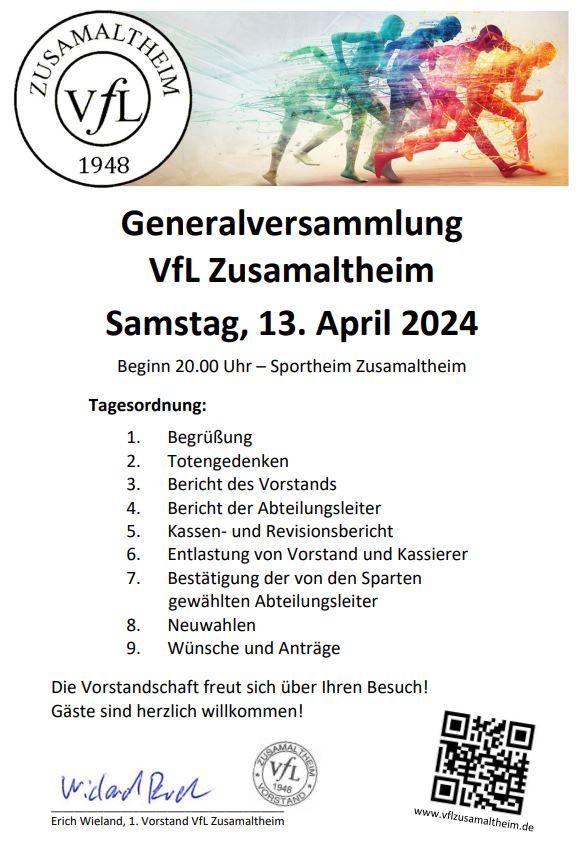 ZUSAMALTHEIM
VfL
1948
Generalversammlung
VfL Zusamaltheim
Samstag, 13. April 2024
Beginn 20.00 Uhr – Sportheim Zusamaltheim
Tagesordnung:
1. Begrüßung
2. Totengedenken
3. Bericht des Vorstands
4. Bericht der Abteilungsleiter
5. Kassen- und Revisionsbericht
6. Entlastung von Vorstand und Kassierer
7. Bestätigung der von den Sparten
gewählten Abteilungsleiter
8. Neuwahlen
9. Wünsche und Anträge
Die Vorstandschaft freut sich über Ihren Besuch!
Gäste sind herzlich willkommen!
ZUSAMALTHEIM
VfL
1948
VORSTAND
www.vflzusamaltheim.de
Erich Wieland, 1. Vorstand VfL Zusamaltheim